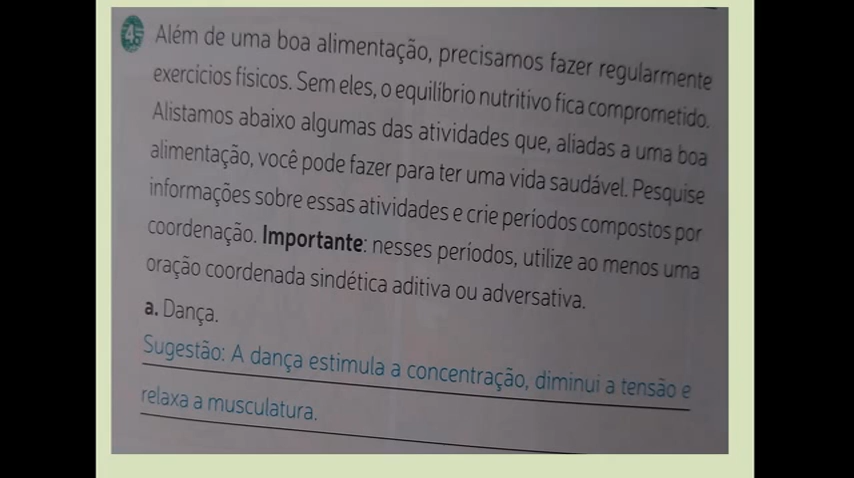 4. Além de uma boa alimentação, precisamos fazer regularmente
exercícios físicos. Sem eles, o equilíbrio nutritivo fica comprometido.
Alistamos abaixo algumas das atividades que, aliadas a uma boa
alimentação, você pode fazer para ter uma vida saudável. Pesquise
informações sobre essas atividades e crie períodos compostos por
coordenação. Importante: nesses períodos, utilize ao menos uma
oração coordenada sindética aditiva ou adversativa.
a. Dança.
Sugestão: A dança estimula a concentração, diminui a tensão e
relaxa a musculatura.